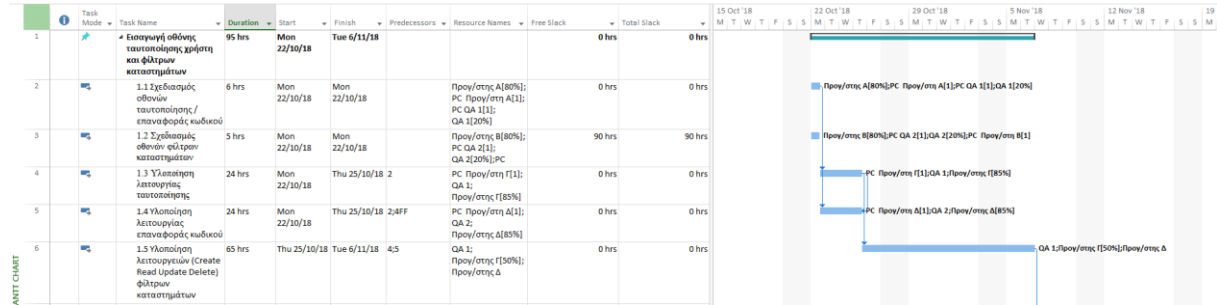 Task Mode Task Name Duration Start Finish Predecessors Resource Names Free Slack Total Slack
15 Oct '18 22 Oct '18 29 Oct '18 5 Nov '18 12 Nov '18 19
M T W T F S S M T W T F S S M T W T F S S M T W T F S S M T W T F S S M
1 Εισαγωγή οθόνης 95 hrs Mon Tue 6/11/18 0 hrs 0 hrs
ταυτοποίησης χρήστη 22/10/18
και φίλτρων
καταστημάτων
2 1.1 Σχεδιασμός 6 hrs Mon Mon Προγ/στης Α[80%]; 0 hrs 0 hrs Προγ/στης Α[80%];PC Προγ/στη Α[1];PC QA 1[1];QA 1[20%]
οθονών 22/10/18 22/10/18 PC Προγ/στη Α[1];
ταυτοποίησης / PC QA 1[1];
επαναφοράς κωδικού QA 1[20%]
3 1.2 Σχεδιασμός 5 hrs Mon Mon Προγ/στης Β[80%]; 90 hrs 90 hrs Προγ/στης Β[80%];PC QA 2[1];QA 2[20%];PC Προγ/στη Β[1]
οθονών φίλτρων 22/10/18 22/10/18 PC QA 2[1];
καταστημάτων QA 2[20%];PC
4 1.3 Υλοποίηση 24 hrs Mon Thu 25/10/18 2 PC Προγ/στη Γ[1]; 0 hrs 0 hrs PC Προγ/στη Γ[1];QA 1;Προγ/στης Γ[85%]
λειτουργίας 22/10/18 QA 1;
ταυτοποίησης Προγ/στης Γ[85%]
5 1.4 Υλοποίηση 24 hrs Mon Thu 25/10/18 2;4FF PC Προγ/στη Δ[1]; 0 hrs 0 hrs PC Προγ/στη Δ[1];QA 2;Προγ/στης Δ[85%]
λειτουργίας 22/10/18 QA 2;
επαναφοράς κωδικού Προγ/στης Δ[85%]
6 1.5 Υλοποίηση 65 hrs Thu 25/10/18 Tue 6/11/18 4;5 QA 1; 0 hrs 0 hrs QA 1;Προγ/στης Γ[50%];Προγ/στης Δ
λειτουργειών (Create Προγ/στης Γ[50%];
Read Update Delete) Προγ/στης Δ
φίλτρων
καταστημάτων
ANTT CHART